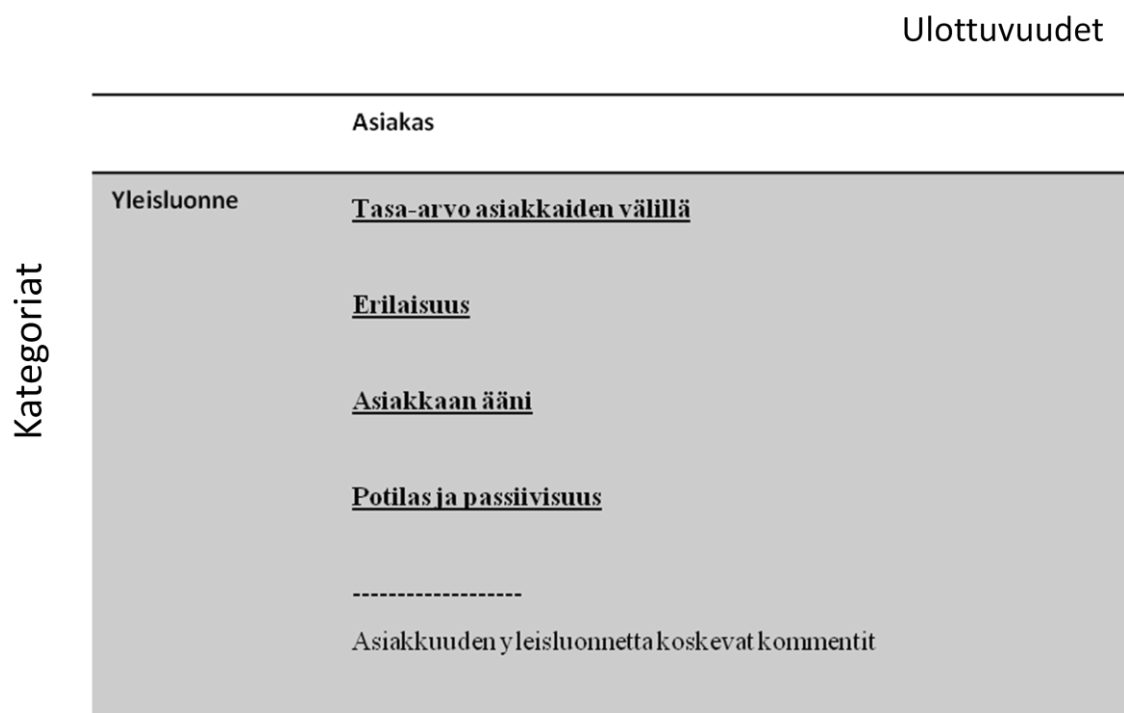 Ulottuvuudet
Asiakas
Kategoriat
Yleisluonne
Tasa-arvo asiakkaiden välillä
Erilaisuus
Asiakkaan ääni
Potilas ja passiivisuus
-------------------
Asiakkuuden yleisluonnetta koskevat kommentit